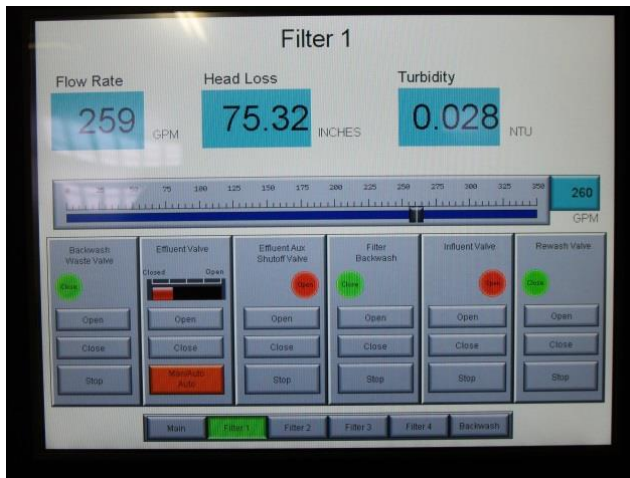 Filter 1
Flow Rate
Head Loss
Turbidity
259 GPM
75.32 INCHES
0.028 NTU
75 100 125 150 175 200 225 250 275 300 325 350
260
GPM
Backwash
Waste Valve
Close
Open
Close
Stop
Effluent Valve
Closed Open
Open
Close
Man/Auto
Auto
Effluent Aux
Shutoff Valve
Open
Open
Close
Stop
Filter
Backwash
Close
Open
Close
Stop
Influent Valve
Open
Open
Close
Stop
Rewash Valve
Close
Open
Close
Stop
Main
Filter 1
Filter 2
Filter 3
Filter 4
Backwash